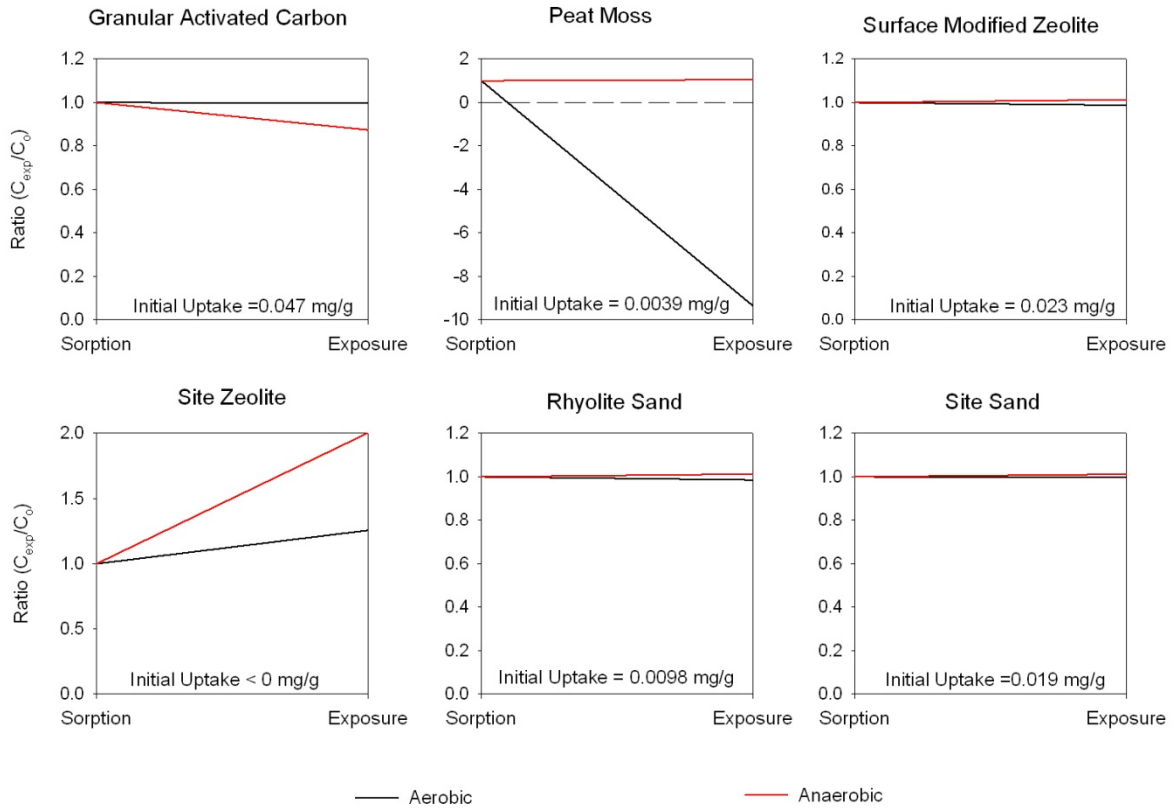 Granular Activated Carbon
Peat Moss
Surface Modified Zeolite
Ratio (Cexp/Co)
1.2
1.0
0.8
0.6
0.4
0.2
0.0
Initial Uptake =0.047 mg/g
Sorption
Exposure
2
0
-2
-4
-6
-8
-10
Initial Uptake = 0.0039 mg/g
Sorption
Exposure
1.2
1.0
0.8
0.6
0.4
0.2
0.0
Initial Uptake = 0.023 mg/g
Sorption
Exposure
Site Zeolite
Rhyolite Sand
Site Sand
Ratio (Cexp/Co)
2.0
1.5
1.0
0.5
0.0
Initial Uptake < 0 mg/g
Sorption
Exposure
1.2
1.0
0.8
0.6
0.4
0.2
0.0
Initial Uptake = 0.0098 mg/g
Sorption
Exposure
1.2
1.0
0.8
0.6
0.4
0.2
0.0
Initial Uptake =0.019 mg/g
Sorption
Exposure
Aerobic
Anaerobic